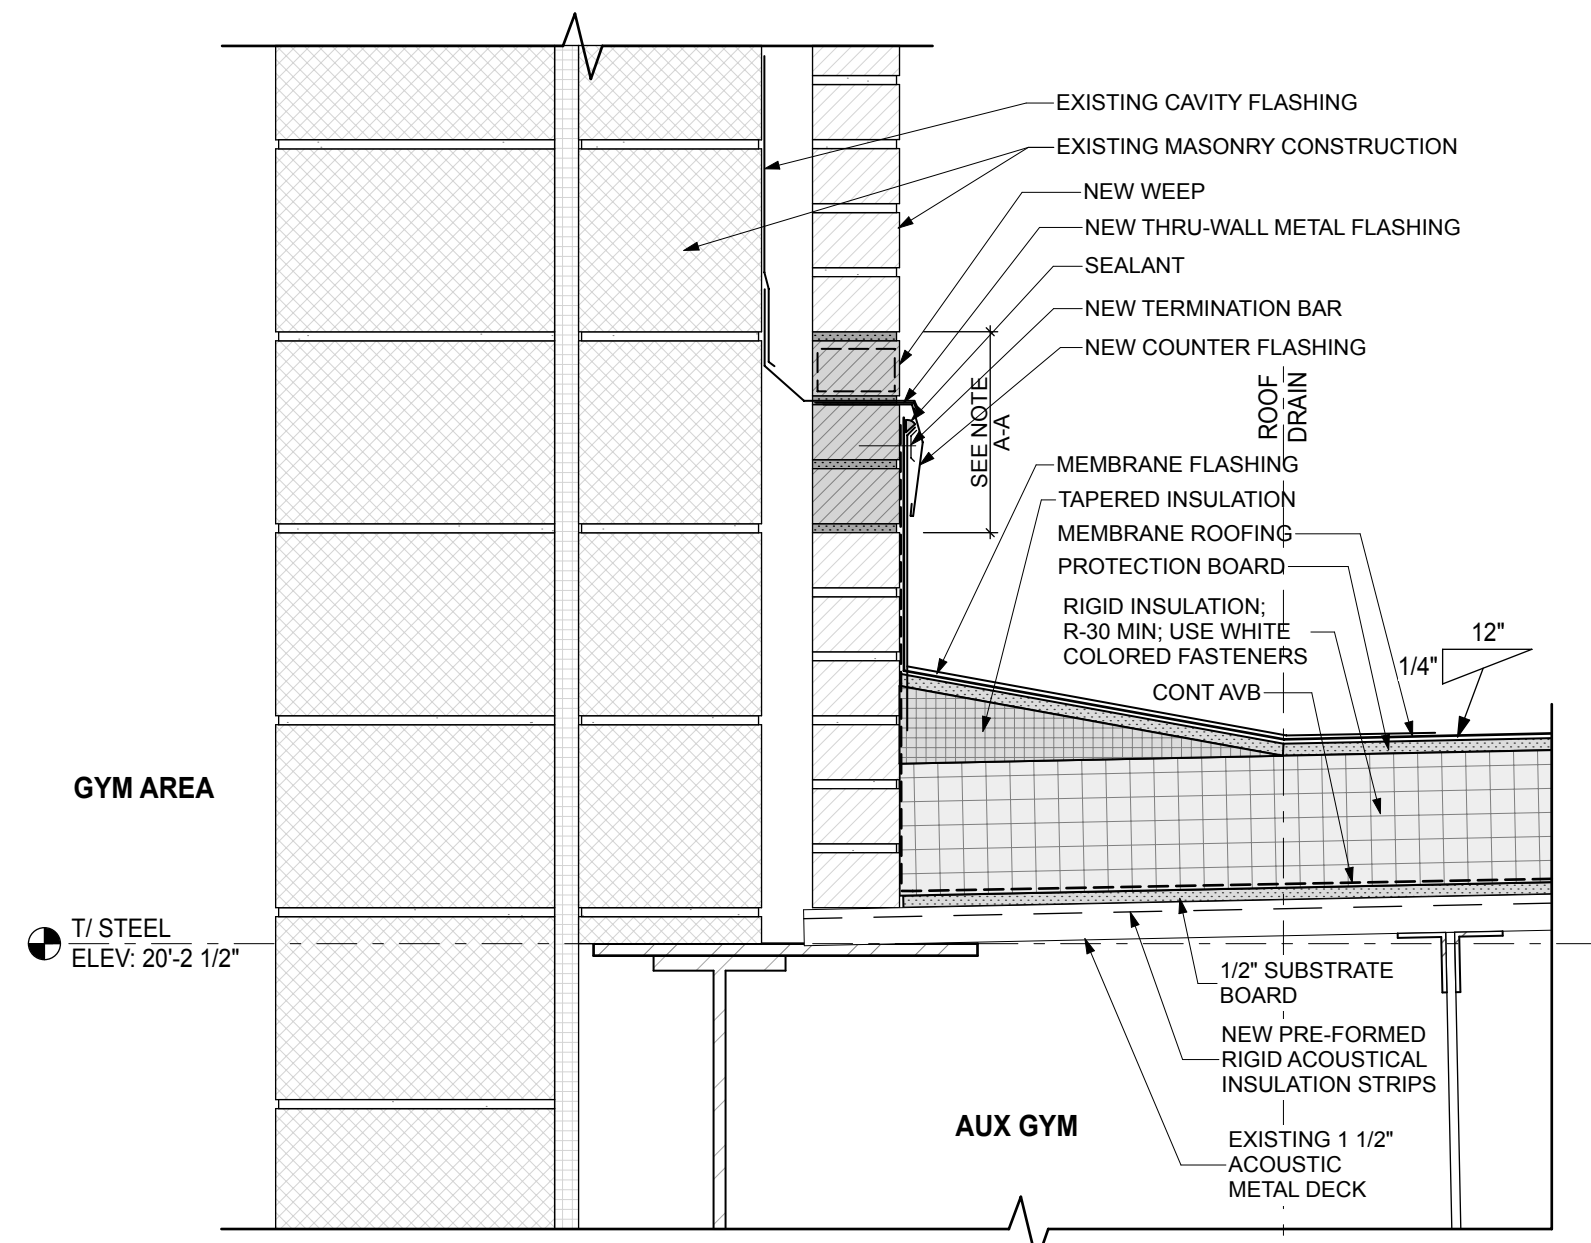 EXISTING CAVITY FLASHING
EXISTING MASONRY CONSTRUCTION
NEW WEEP
NEW THRU-WALL METAL FLASHING
SEALANT
NEW TERMINATION BAR
NEW COUNTER FLASHING
SEE NOTE
A-A
ROOF
DRAIN
MEMBRANE FLASHING
TAPERED INSULATION
MEMBRANE ROOFING
PROTECTION BOARD
RIGID INSULATION;
R-30 MIN; USE WHITE
COLORED FASTENERS
CONT AVB
12"
1/4"
GYM AREA
T/ STEEL
ELEV: 20'-2 1/2"
1/2" SUBSTRATE
BOARD
NEW PRE-FORMED
RIGID ACOUSTICAL
INSULATION STRIPS
AUX GYM
EXISTING 1 1/2"
ACOUSTIC
METAL DECK